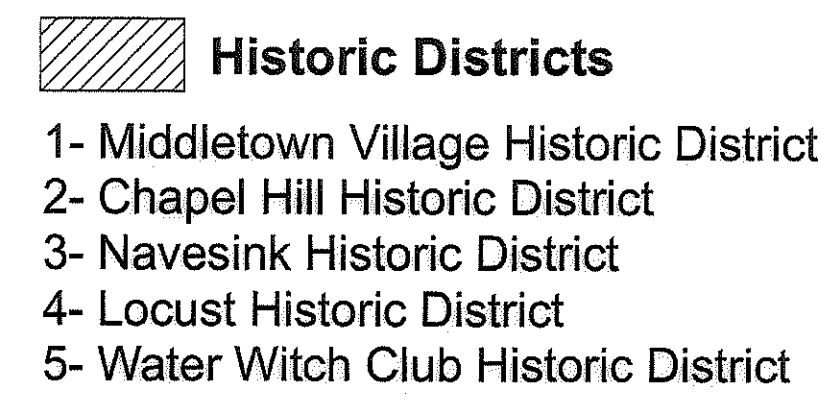 Historic Districts
1- Middletown Village Historic District
2- Chapel Hill Historic District
3- Navesink Historic District
4- Locust Historic District
5- Water Witch Club Historic District